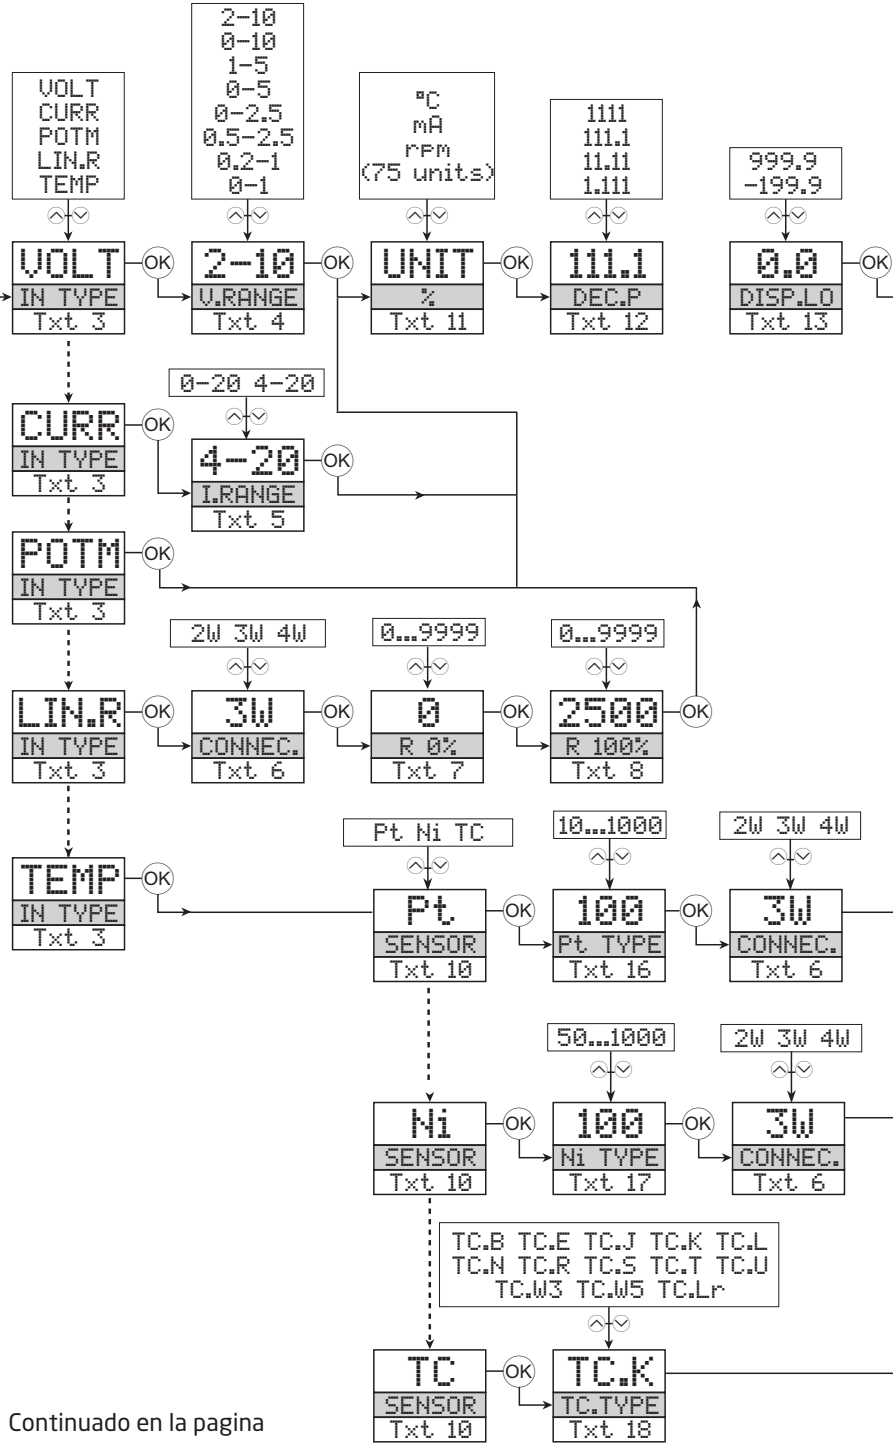 2-10
0-10
1-5
0-5
0-2.5
0.5-2.5
0.2-1
0-1
VOLT
CURR
POTM
LIN.R
TEMP
°C
mA
rpm
(75 units)
1111
111.1
11.11
1.111
999.9
-199.9
VOLT OK 2-10 OK UNIT OK 111.1 0.0 OK
IN TYPE V.RANGE % DEC.P DISP.LO
Txt 3 Txt 4 Txt 11 Txt 12 Txt 13
0-20 4-20
CURR OK
IN TYPE
Txt 3
4-20 OK
I.RANGE
Txt 5
POTM OK
IN TYPE
Txt 3
2W 3W 4W 0...9999 0...9999
LIN.R OK 3W OK 0 OK 2500 OK
IN TYPE CONNEC. R 0% R 100%
Txt 3 Txt 6 Txt 7 Txt 8
Pt Ni TC 10...1000 2W 3W 4W
TEMP OK
IN TYPE
Txt 3
Pt OK 100 OK 3W
SENSOR Pt TYPE CONNEC.
Txt 10 Txt 16 Txt 6
50...1000 2W 3W 4W
Ni OK 100 OK 3W
SENSOR Ni TYPE CONNEC.
Txt 10 Txt 17 Txt 6
TC.B TC.E TC.J TC.K TC.L
TC.N TC.R TC.S TC.T TC.U
TC.W3 TC.W5 TC.Lr
TC OK TC.K
SENSOR TC.TYPE
Txt 10 Txt 18
Continuado en la pagina